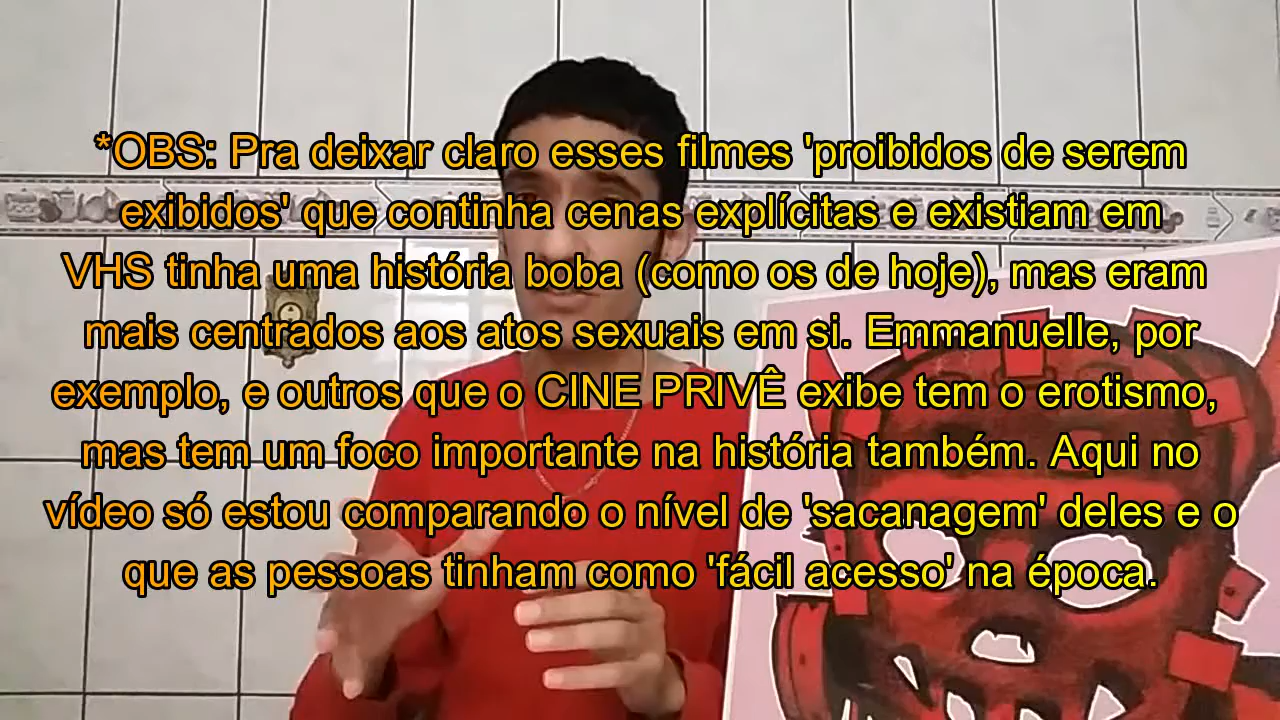 *OBS: Pra deixar claro esses filmes 'proibidos de serem
exibidos' que continha cenas explícitas e existiam em
VHS tinha uma história boba (como os de hoje), mas eram
mais centrados aos atos sexuais em si. Emmanuelle, por
exemplo, e outros que o CINE PRIVÊ exibe tem o erotismo,
mas tem um foco importante na história também. Aqui no
vídeo só estou comparando o nível de 'sacanagem' deles e o
que as pessoas tinham como 'fácil acesso' na época.